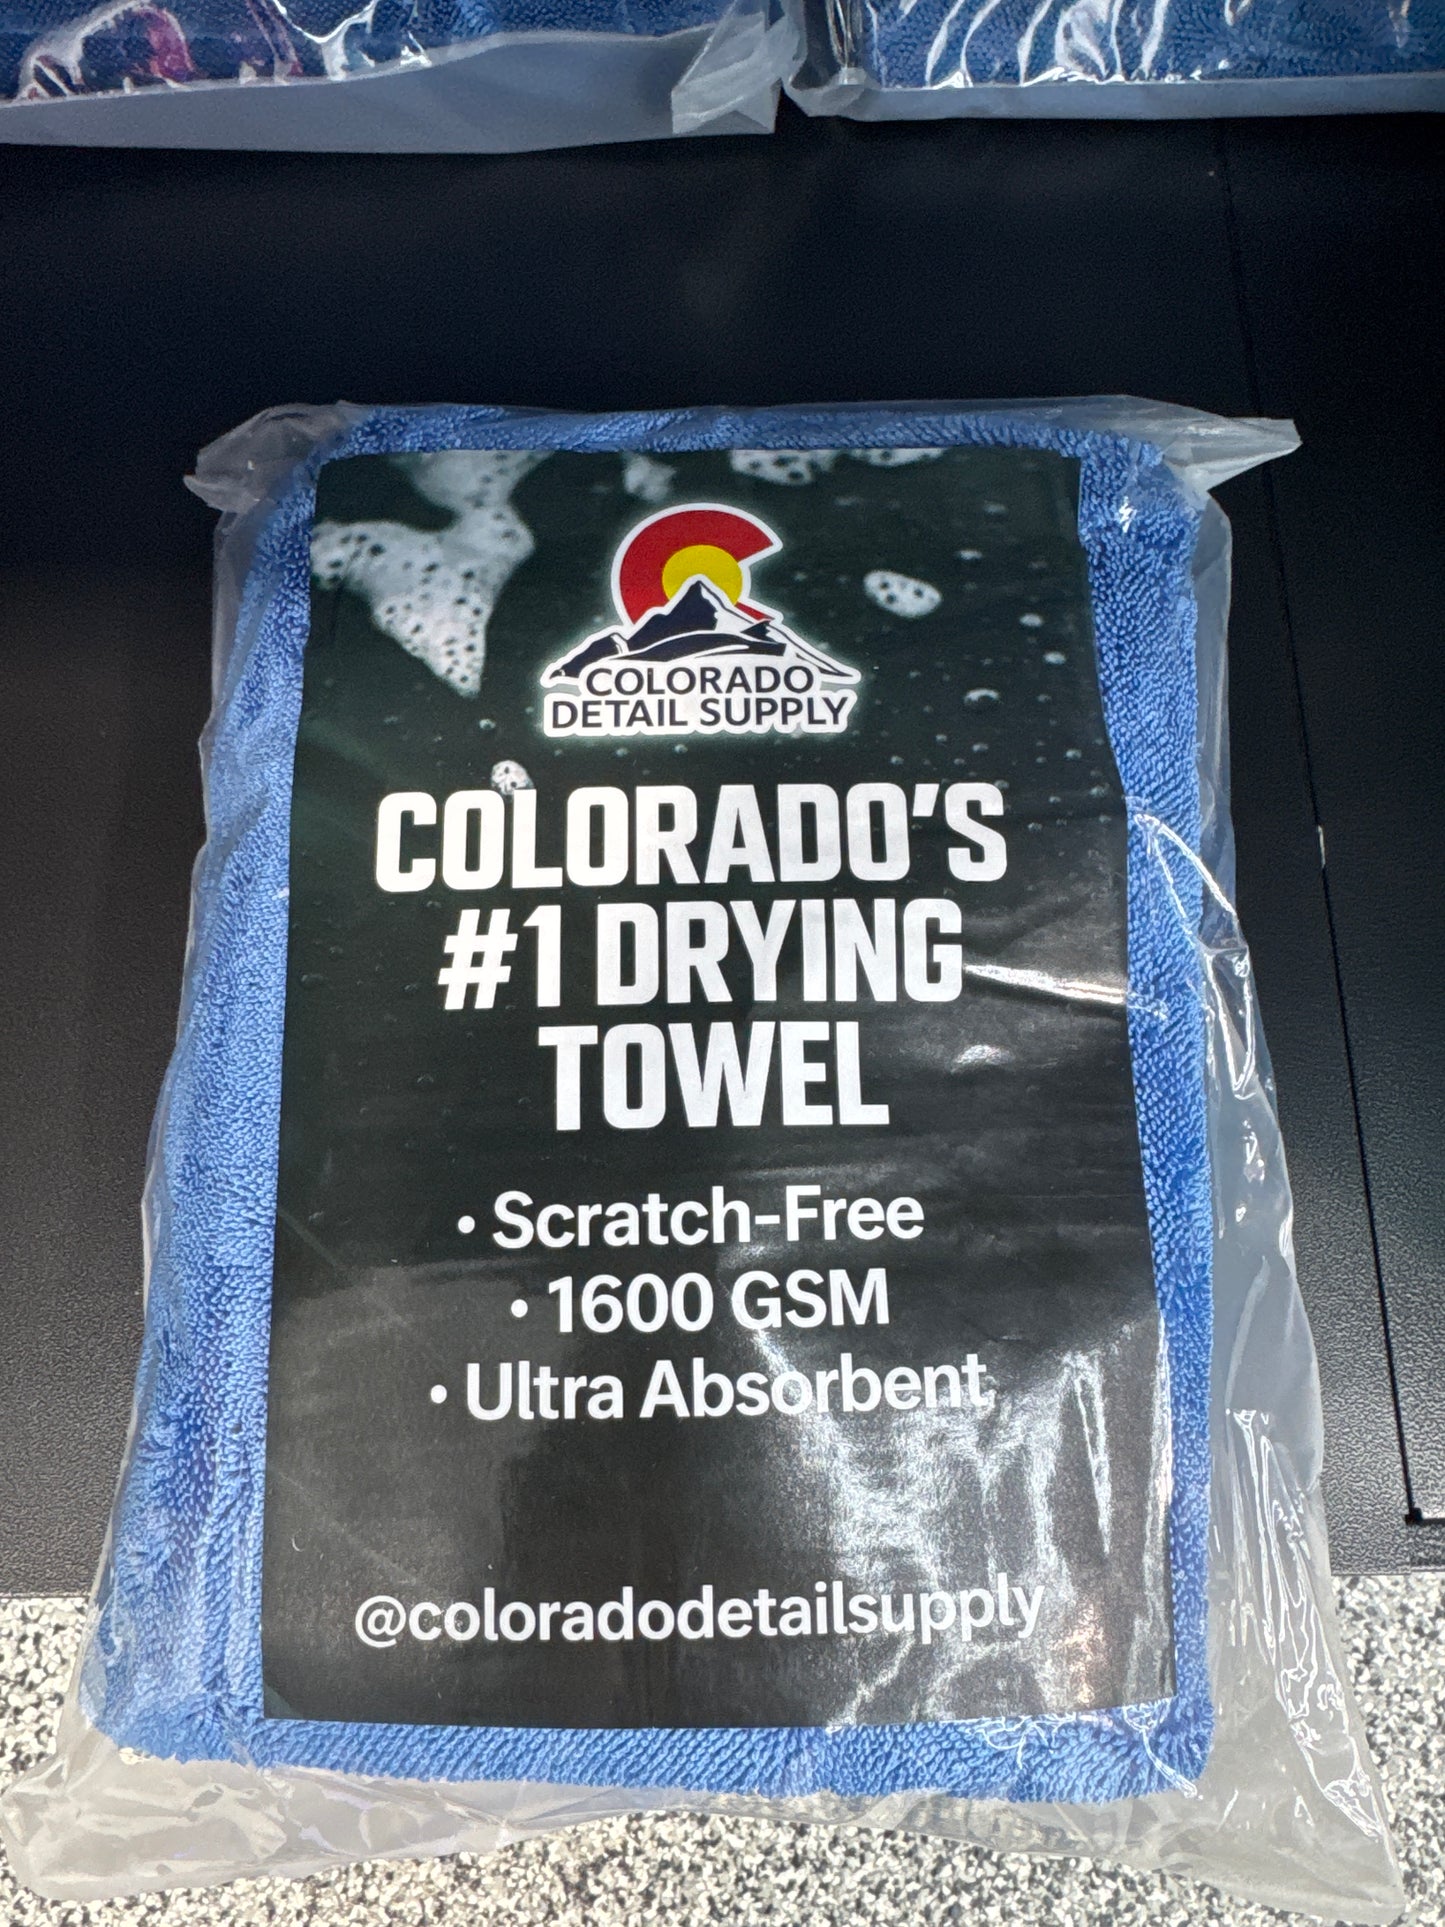 COLORADO
DETAIL SUPPLY
COLORADO'S
#1 DRYING
TOWEL
• Scratch-Free
• 1600 GSM
• Ultra Absorbent
@coloradodetailsupply